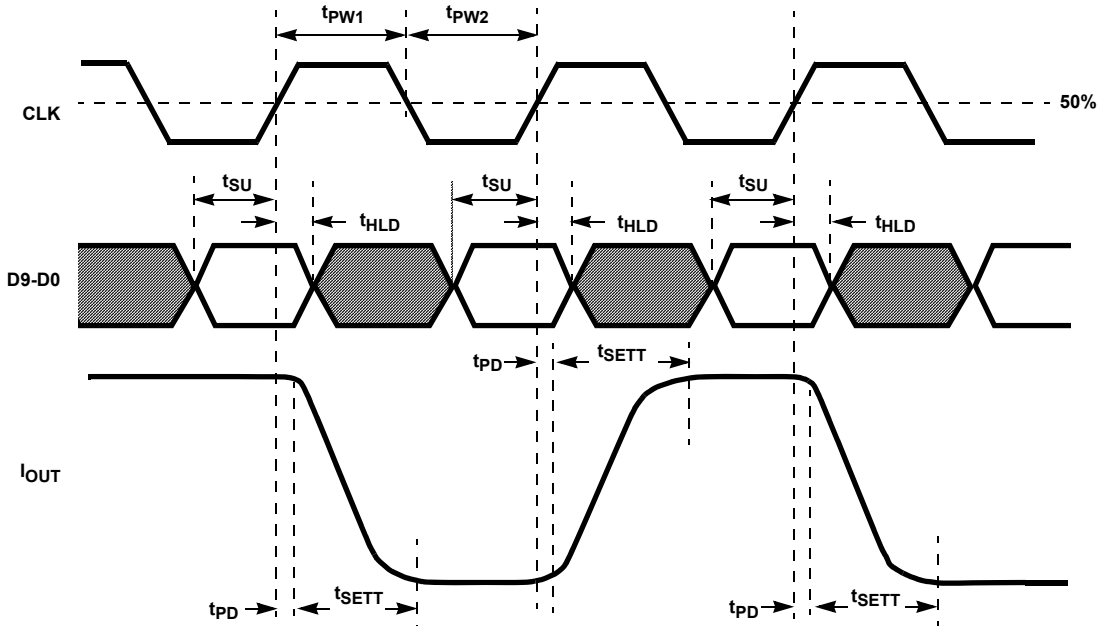 tPW1 tPW2
CLK 50%
tSU tSU tSU
tHLD tHLD tHLD
D9-D0
tPD tSETT
IOUT
tPD tSETT tPD tSETT